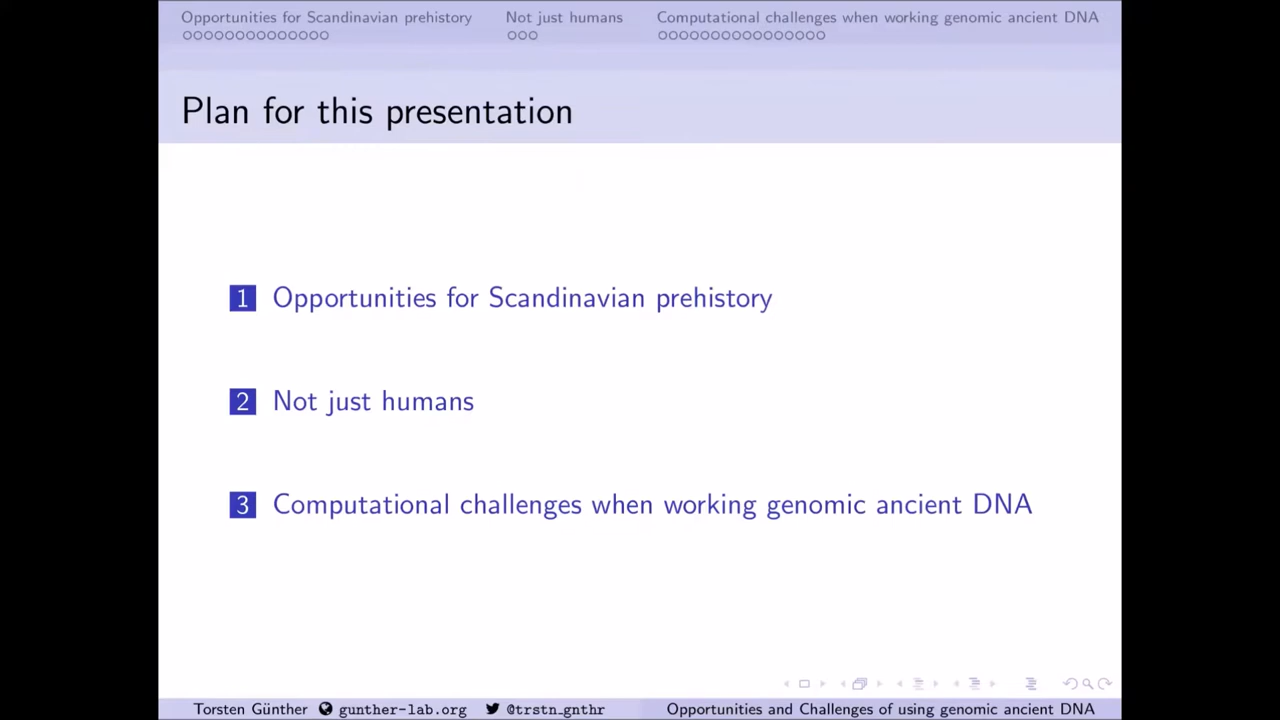 Opportunities for Scandinavian prehistory Not just humans Computational challenges when working genomic ancient DNA
Plan for this presentation
1 Opportunities for Scandinavian prehistory
2 Not just humans
3 Computational challenges when working genomic ancient DNA
Torsten Günther gunther-lab.org @trstn_gnthr Opportunities and Challenges of using genomic ancient DNA